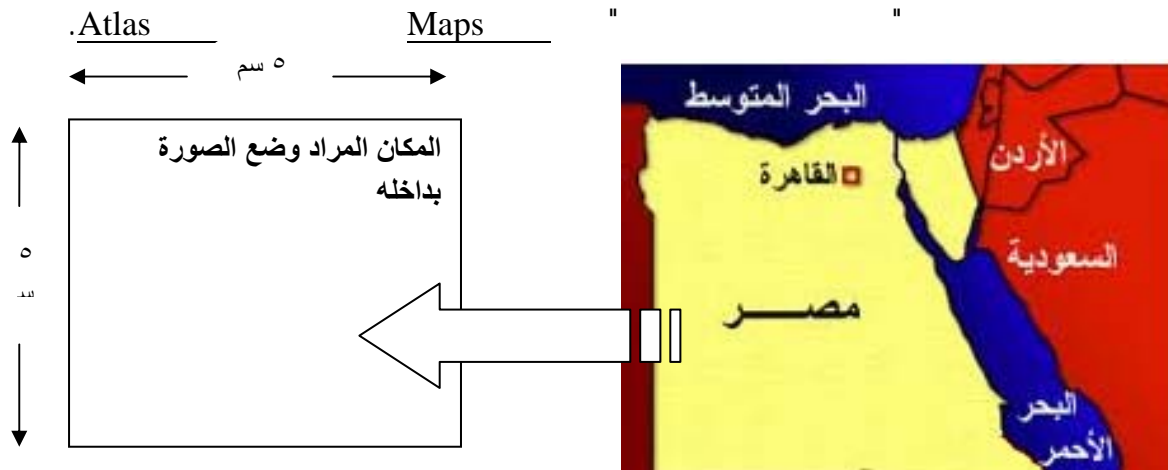 .Atlas Maps " "
٥ سم
المكان المراد وضع الصورة
بداخله
٥
البحر المتوسط
القاهرة
الأردن
السعودية
مصـــــر
البحر
الأحمر